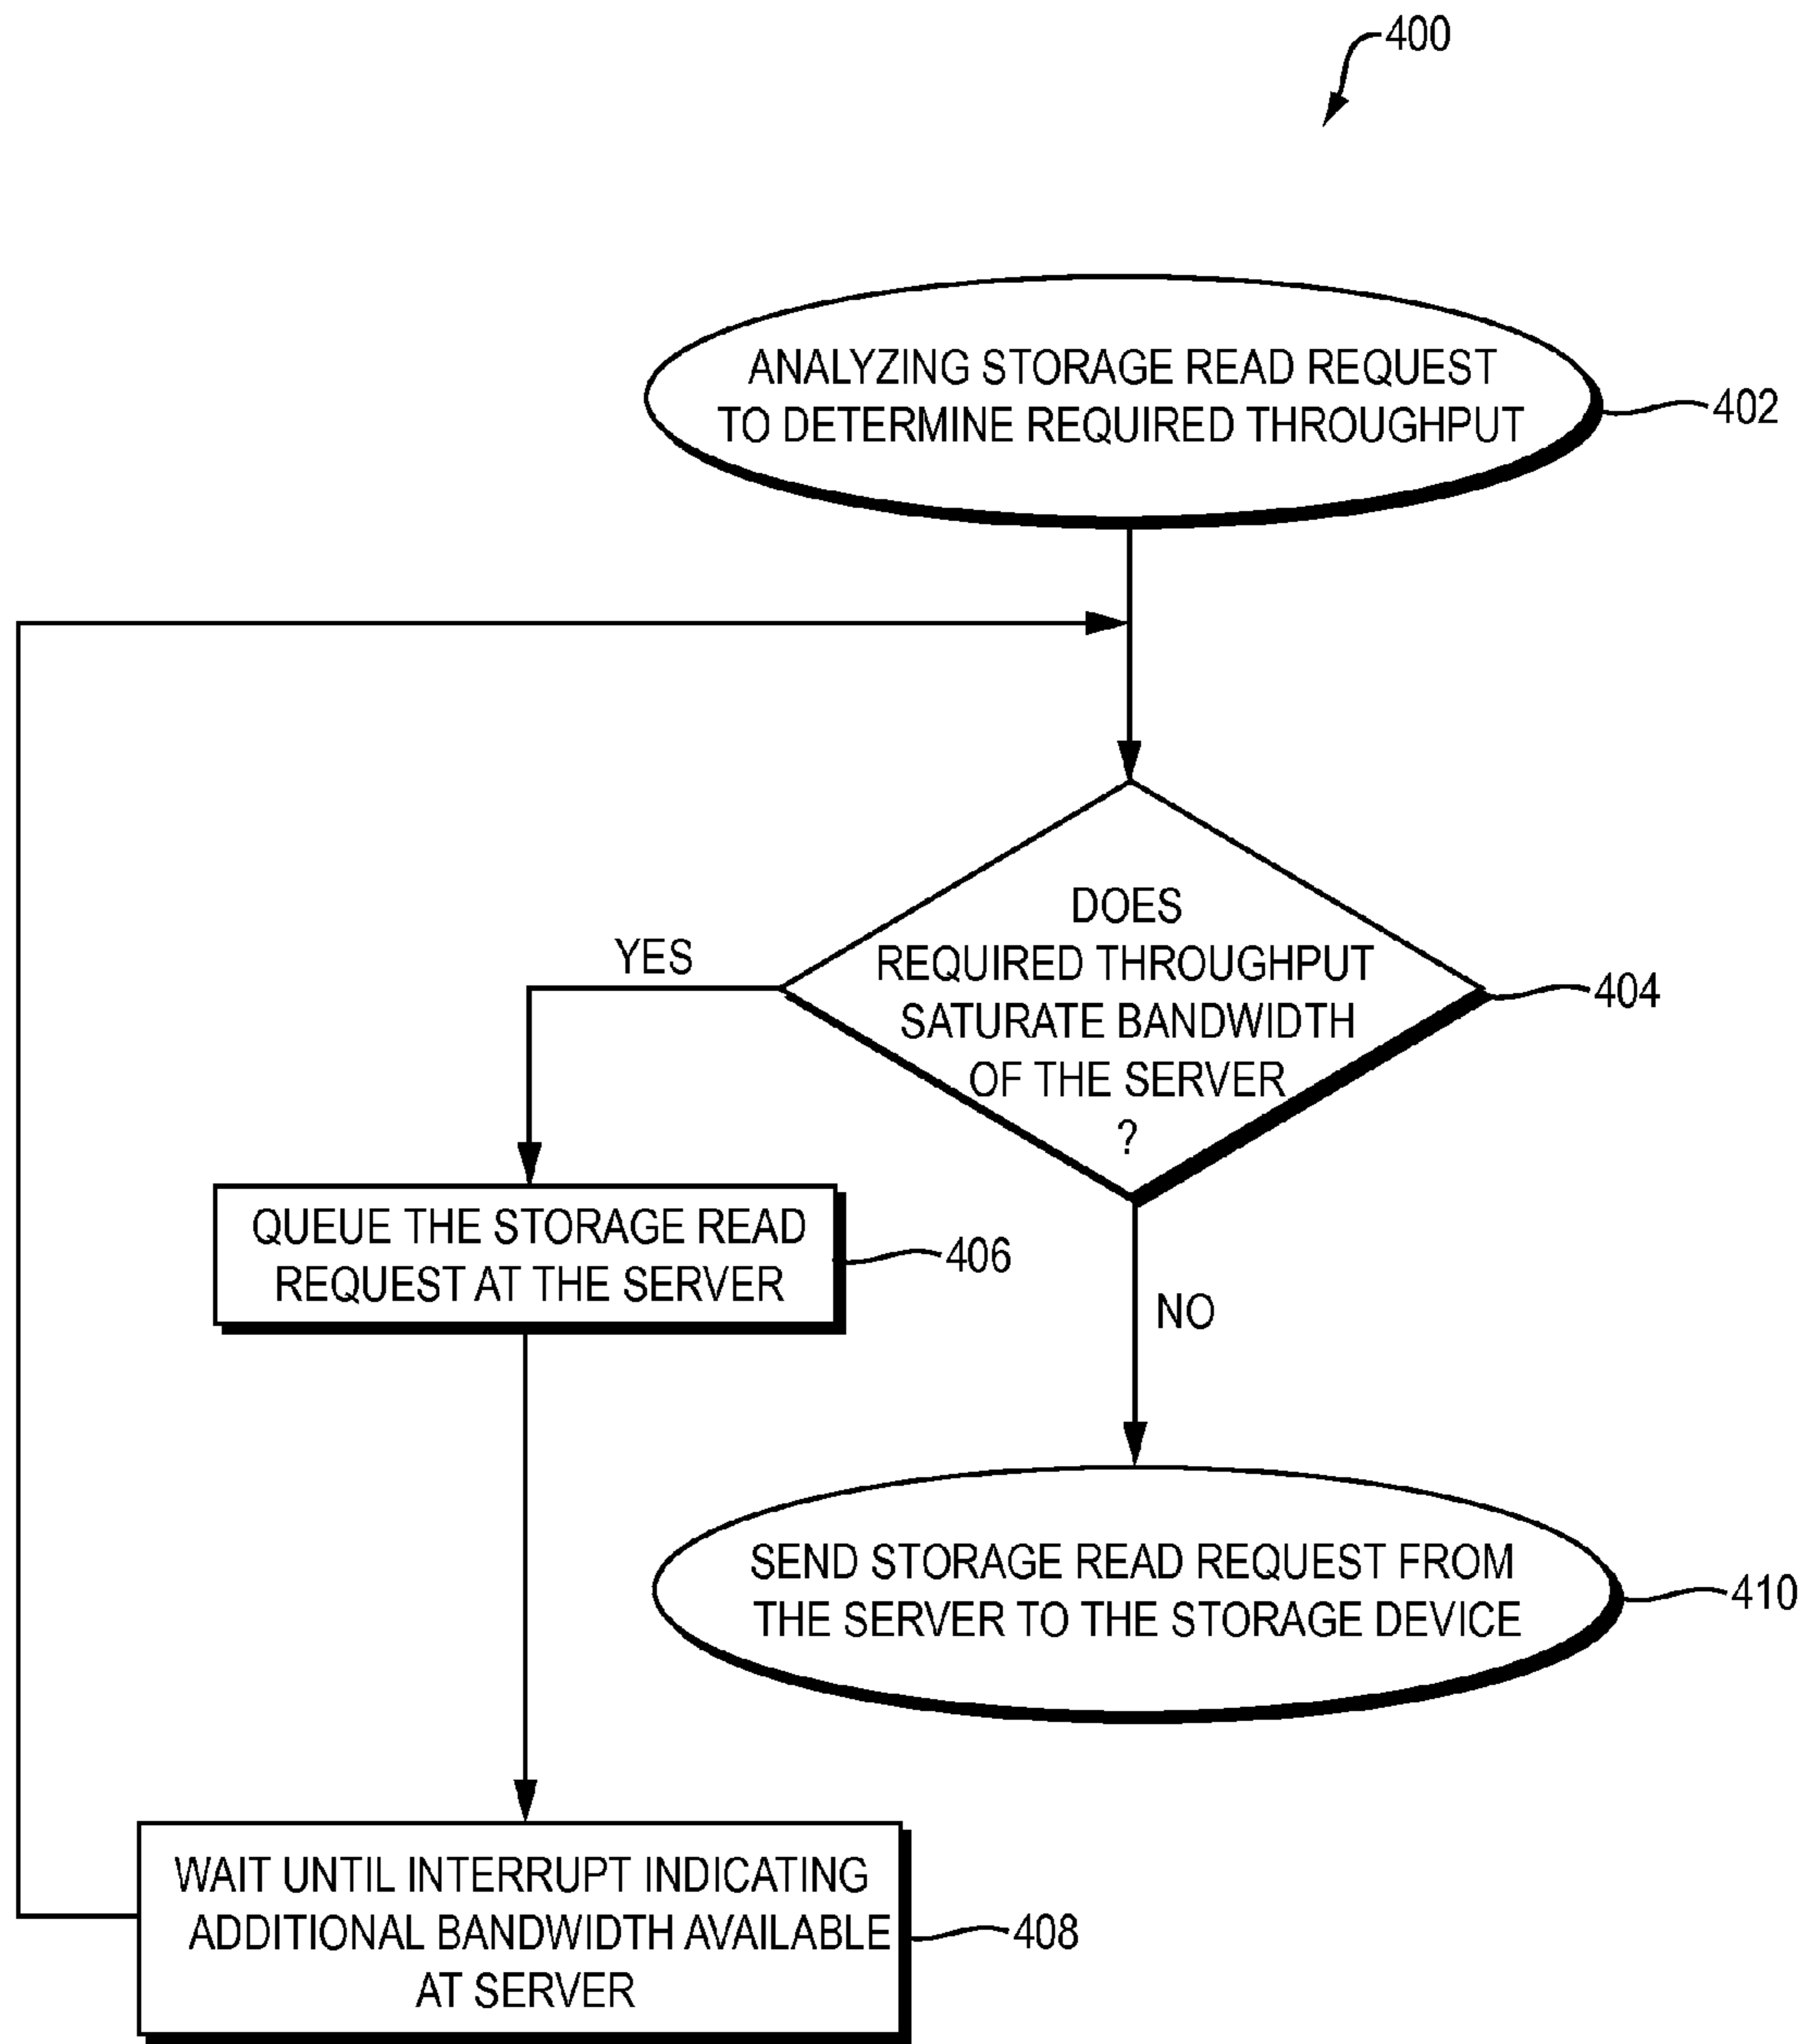 400
ANALYZING STORAGE READ REQUEST
TO DETERMINE REQUIRED THROUGHPUT
402
DOES
REQUIRED THROUGHPUT
SATURATE BANDWIDTH
OF THE SERVER
?
404
YES
QUEUE THE STORAGE READ
REQUEST AT THE SERVER
406
NO
SEND STORAGE READ REQUEST FROM
THE SERVER TO THE STORAGE DEVICE
410
WAIT UNTIL INTERRUPT INDICATING
ADDITIONAL BANDWIDTH AVAILABLE
AT SERVER
408